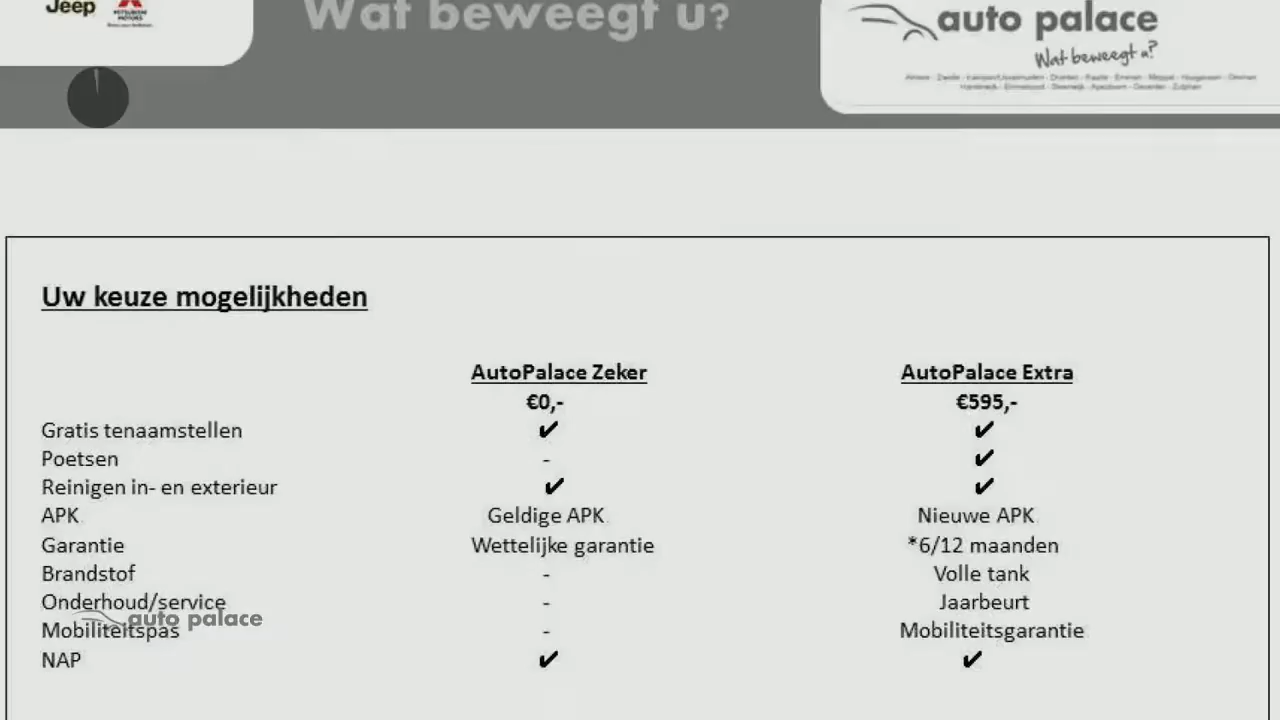 Jeep
MITSUBISHI
MOTORS
Wat beweegt u?
auto palace
Wat beweegt u?
Uw keuze mogelijkheden
AutoPalace Zeker AutoPalace Extra
€0,- €595,-
Gratis tenaamstellen ✔ ✔
Poetsen - ✔
Reinigen in- en exterieur ✔ ✔
APK Geldige APK Nieuwe APK
Garantie Wettelijke garantie *6/12 maanden
Brandstof - Volle tank
Onderhoud/service - Jaarbeurt
auto palace
Mobiliteitspas - Mobiliteitsgarantie
NAP ✔ ✔